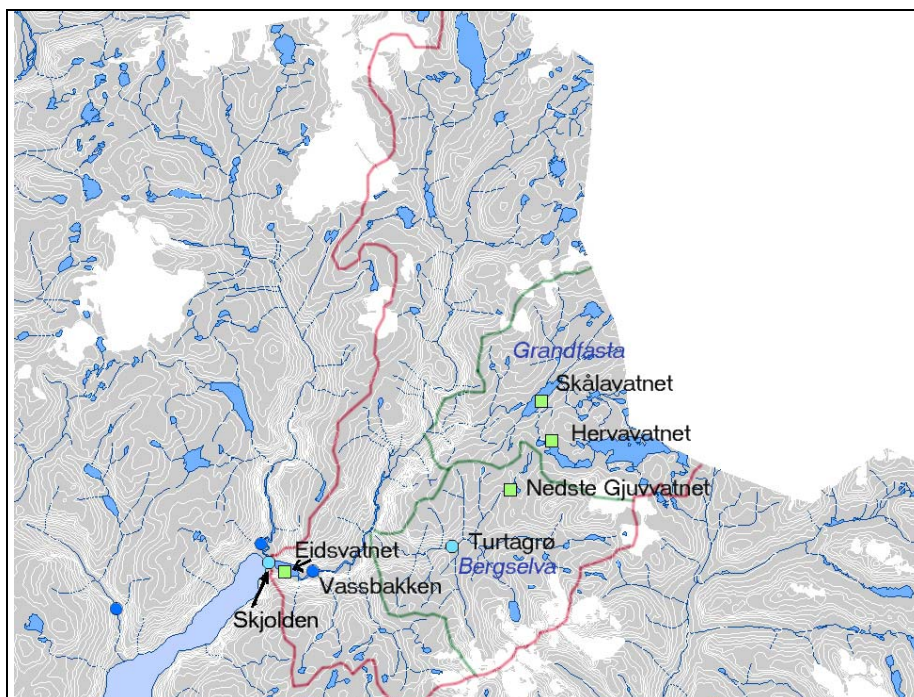 Grandfasta
Skålavatnet
Hervavatnet
Nedste Gjuvvatnet
Turtagrø
Bergselva
Eidsvatnet
Vassbakken
Skjolden